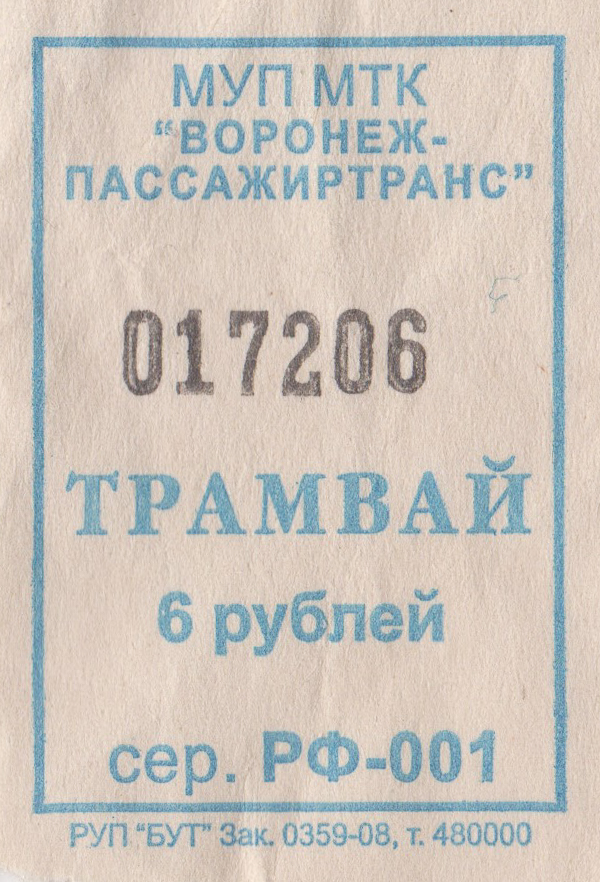 МУП МТК
“ВОРОНЕЖ-
ПАССАЖИРТРАНС”
017206
ТРАМВАЙ
6 рублей
сер. РФ-001
РУП “БУТ” Зак. 0359-08, т. 480000